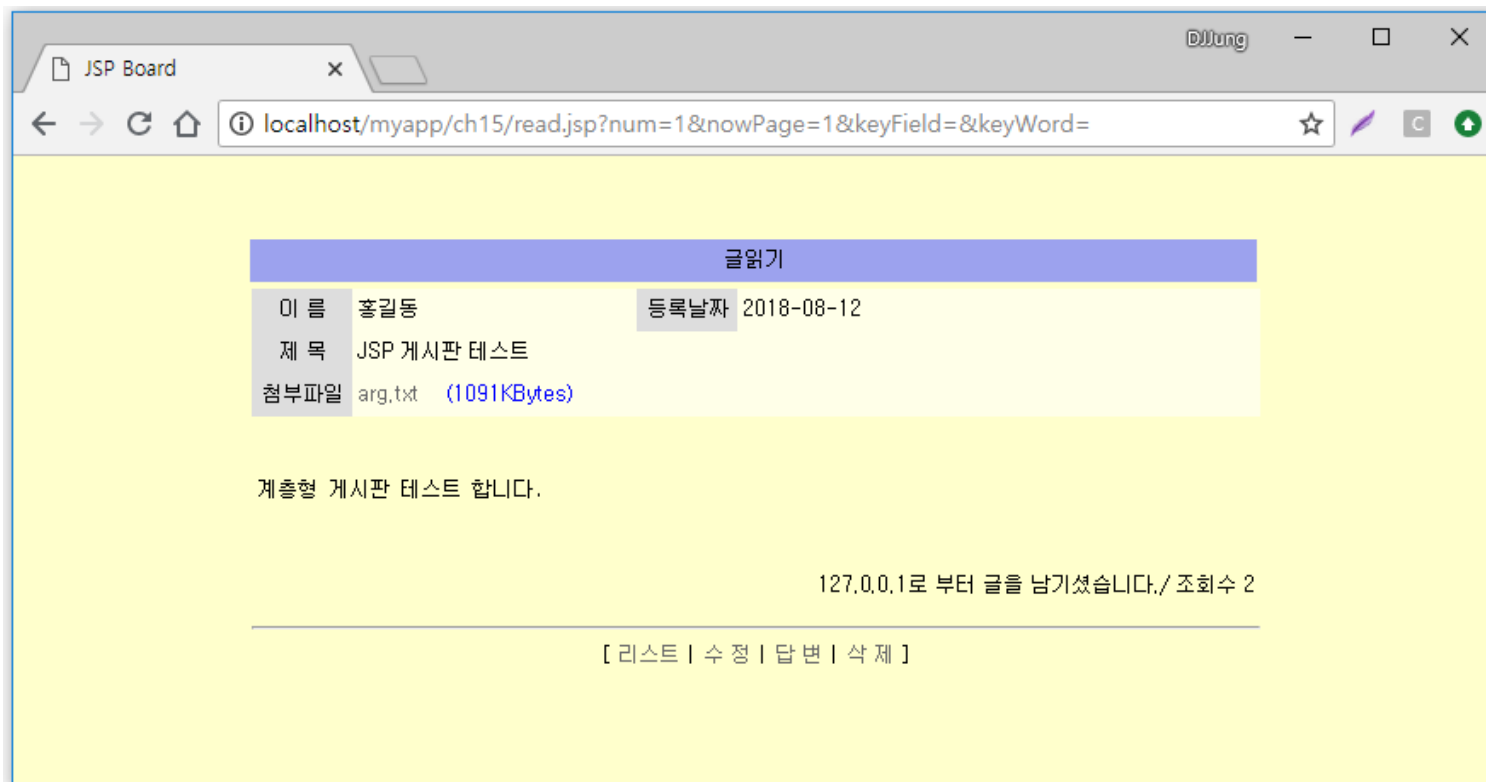 DJJung
JSP Board
localhost/myapp/ch15/read.jsp?num=1&nowPage=1&keyField=&keyWord=
C
글읽기
이 름 홍길동 등록날짜 2018-08-12
제 목 JSP 게시판 테스트
첨부파일 arg.txt (1091KBytes)
계층형 게시판 테스트 합니다.
127.0.0.1로 부터 글을 남기셨습니다./ 조회수 2
[ 리스트 | 수 정 | 답 변 | 삭 제 ]